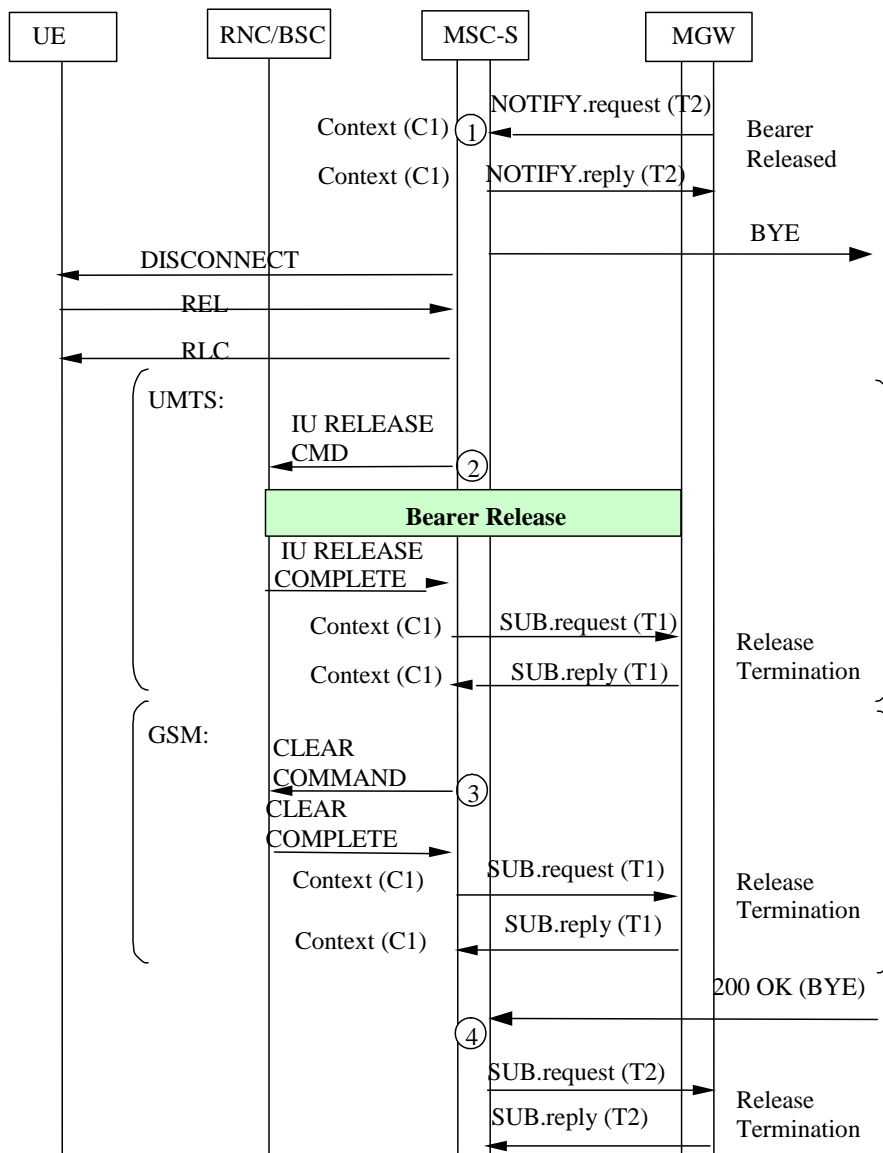 UE
RNC/BSC
MSC-S
MGW
NOTIFY.request (T2)
Context (C1)
1
Bearer
Released
Context (C1)
NOTIFY.reply (T2)
BYE
DISCONNECT
REL
RLC
UMTS:
IU RELEASE
CMD
2
Bearer Release
IU RELEASE
COMPLETE
Context (C1)
SUB.request (T1)
Release
Termination
Context (C1)
SUB.reply (T1)
GSM:
CLEAR
COMMAND
3
CLEAR
COMPLETE
Context (C1)
SUB.request (T1)
Release
Termination
Context (C1)
SUB.reply (T1)
200 OK (BYE)
4
SUB.request (T2)
Release
Termination
SUB.reply (T2)